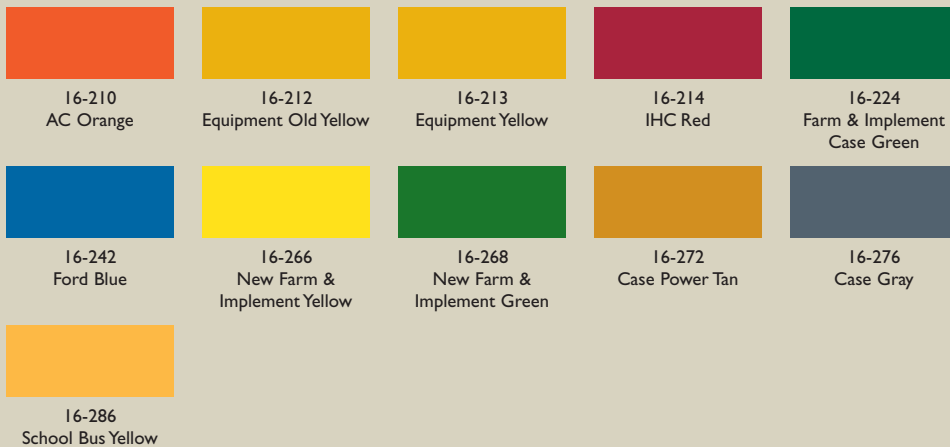 16-210
AC Orange
16-212
Equipment Old Yellow
16-213
Equipment Yellow
16-214
IHC Red
16-224
Farm & Implement
Case Green
16-242
Ford Blue
16-266
New Farm &
Implement Yellow
16-268
New Farm &
Implement Green
16-272
Case Power Tan
16-276
Case Gray
16-286
School Bus Yellow